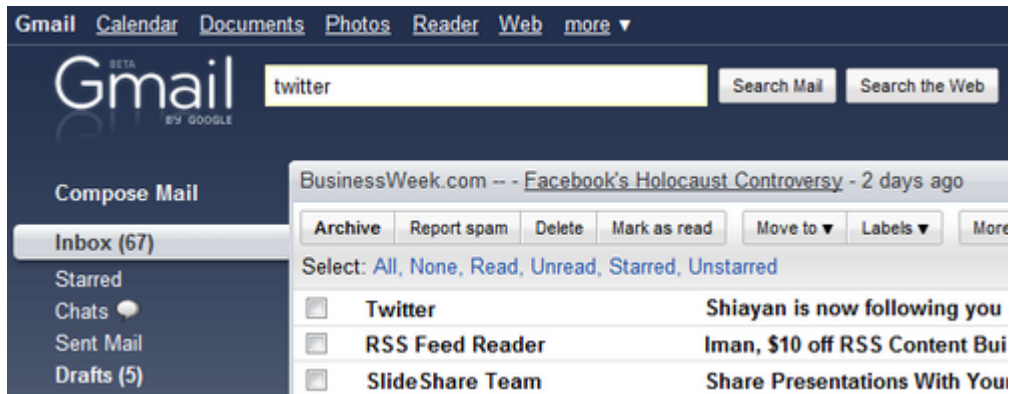 Gmail Calendar Documents Photos Reader Web more ▼
Gmail BETA BY GOOGLE
twitter Search Mail Search the Web
Compose Mail
BusinessWeek.com -- - Facebook's Holocaust Controversy - 2 days ago
Archive Report spam Delete Mark as read Move to ▼ Labels ▼ More
Inbox (67)
Select: All, None, Read, Unread, Starred, Unstarred
Starred
Twitter Shiayan is now following you
Chats
RSS Feed Reader Iman, $10 off RSS Content Bui
Sent Mail
SlideShare Team Share Presentations With You
Drafts (5)